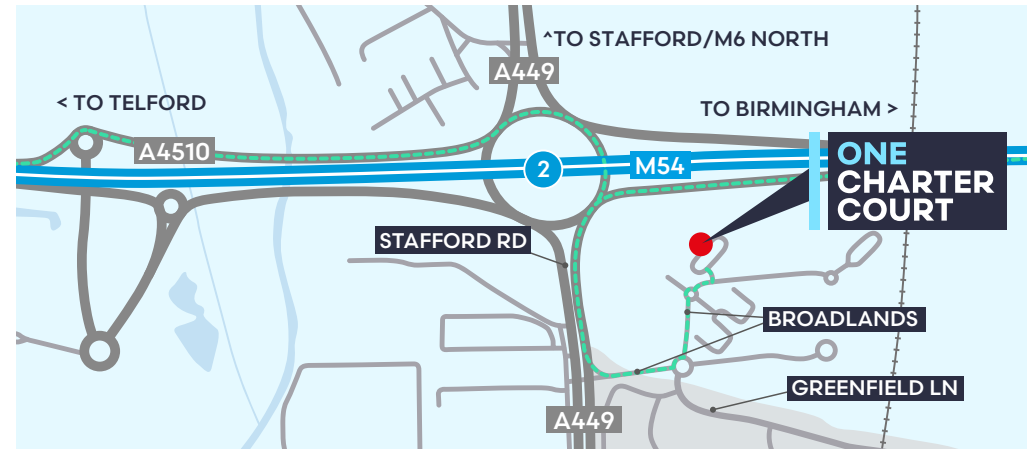 ^TO STAFFORD/M6 NORTH
A449
< TO TELFORD
TO BIRMINGHAM >
A4510
2
M54
ONE
CHARTER
COURT
STAFFORD RD
BROADLANDS
GREENFIELD LN
A449